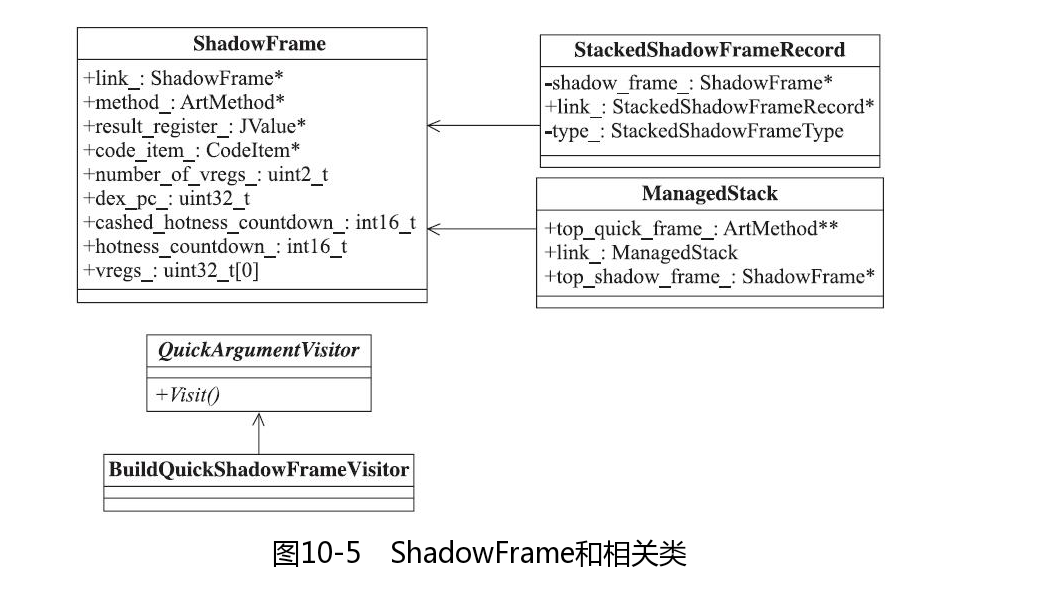 ShadowFrame
+link_: ShadowFrame*
+method_: ArtMethod*
+result_register_: JValue*
+code_item_: CodeItem*
+number_of_vregs_: uint2_t
+dex_pc_: uint32_t
+cashed_hotness_countdown_: int16_t
+hotness_countdown_: int16_t
+vregs_: uint32_t[0]
StackedShadowFrameRecord
-shadow_frame_: ShadowFrame*
+link_: StackedShadowFrameRecord*
-type_: StackedShadowFrameType
ManagedStack
+top_quick_frame_: ArtMethod**
+link_: ManagedStack
+top_shadow_frame_: ShadowFrame*
QuickArgumentVisitor
+Visit()
BuildQuickShadowFrameVisitor
图10-5 ShadowFrame和相关类